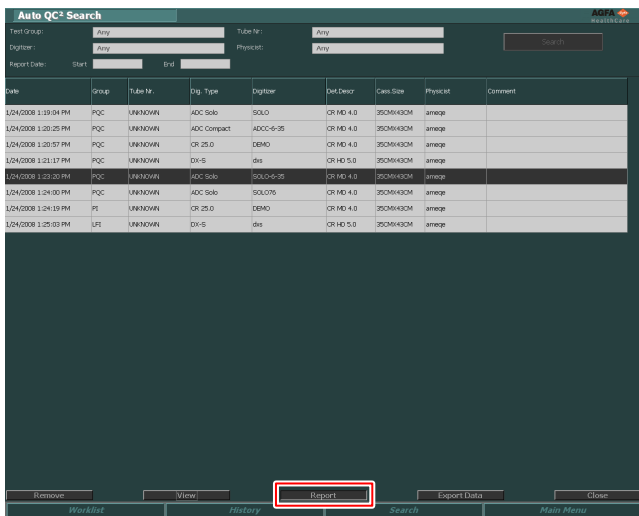 Auto QC² Search
AGFA
HealthCare
Test Group: Any Tube Nr: Any
Digitizer: Any Physicist: Any Search
Report Date: Start End
Date Group Tube Nr. Dig. Type Digitizer Det.Descr Cass.Size Physicist Comment
1/24/2008 1:19:04 PM PQC UNKNOWN ADC Solo SOLO CR MD 4.0 35CMX43CM ameqe
1/24/2008 1:20:25 PM PQC UNKNOWN ADC Compact ADCC-6-35 CR MD 4.0 35CMX43CM ameqe
1/24/2008 1:20:57 PM PQC UNKNOWN CR 25.0 DEMO CR MD 4.0 35CMX43CM ameqe
1/24/2008 1:21:17 PM PQC UNKNOWN DX-S dxs CR HD 5.0 35CMX43CM ameqe
1/24/2008 1:23:20 PM PQC UNKNOWN ADC Solo SOLO-6-35 CR MD 4.0 35CMX43CM ameqe
1/24/2008 1:24:00 PM PQC UNKNOWN ADC Solo SOLO76 CR MD 4.0 35CMX43CM ameqe
1/24/2008 1:24:19 PM PI UNKNOWN CR 25.0 DEMO CR MD 4.0 35CMX43CM ameqe
1/24/2008 1:25:03 PM LFI UNKNOWN DX-S dxs CR HD 5.0 35CMX43CM ameqe
Remove View Report Export Data Close
Worklist History Search Main Menu